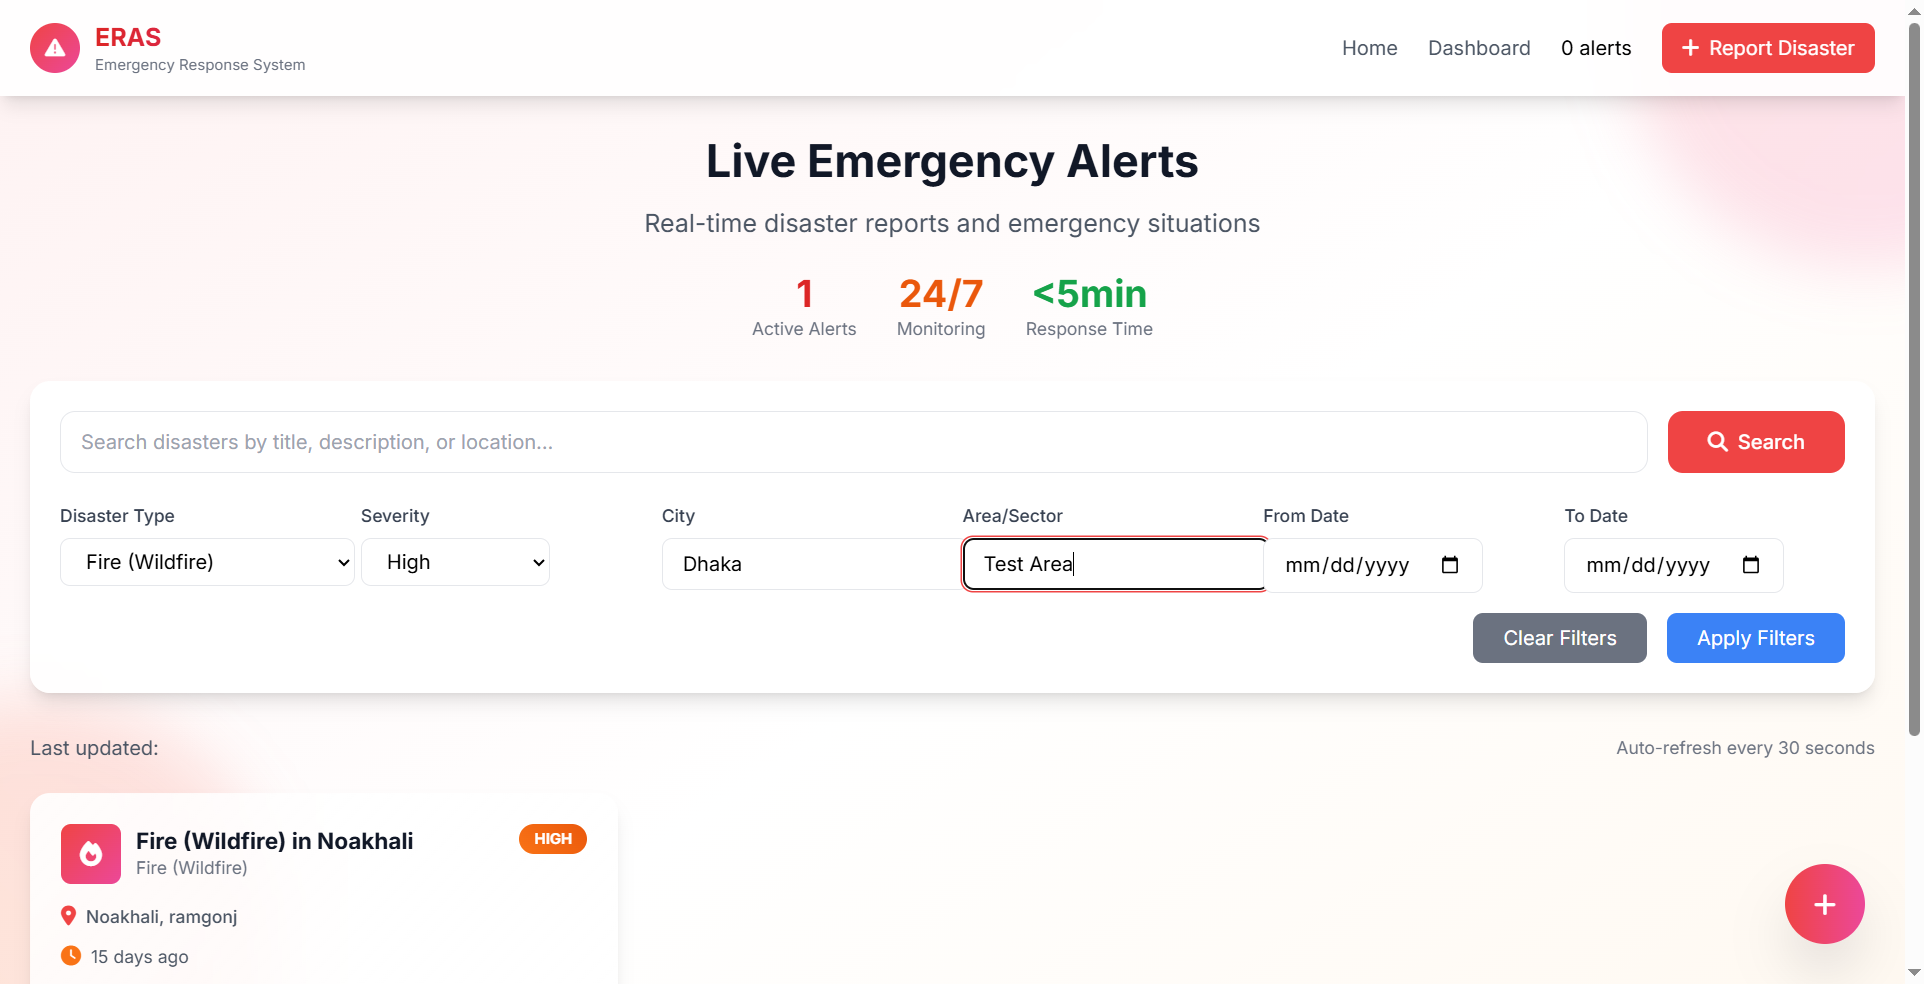 ERAS
Emergency Response System
Home
Dashboard
0 alerts
Report Disaster
Live Emergency Alerts
Real-time disaster reports and emergency situations
1
Active Alerts
24/7
Monitoring
<5min
Response Time
Search disasters by title, description, or location...
Search
Disaster Type
Severity
City
Area/Sector
From Date
To Date
Fire (Wildfire)
High
Dhaka
Test Area
mm/dd/yyyy
mm/dd/yyyy
Clear Filters
Apply Filters
Last updated:
Auto-refresh every 30 seconds
Fire (Wildfire) in Noakhali
HIGH
Fire (Wildfire)
Noakhali, ramgonj
15 days ago